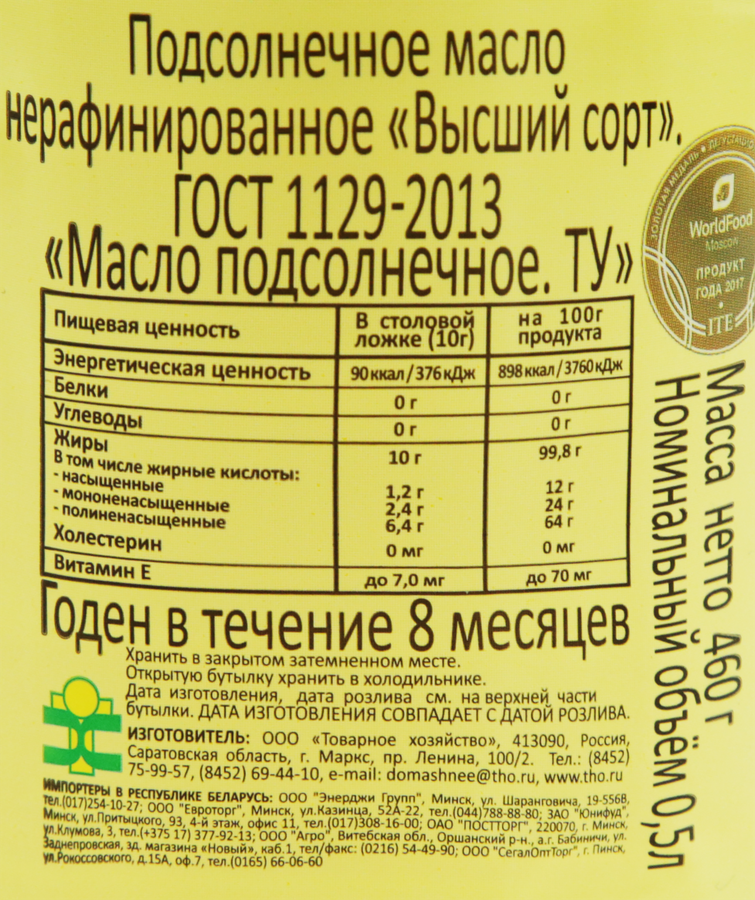 Подсолнечное масло
нерафинированное «Высший сорт».
ГОСТ 1129-2013
«Масло подсолнечное. ТУ»
ЗОЛОТАЯ МЕДАЛЬ • ДЕГУСТАЦИО
WorldFood
Moscow
ПРОДУКТ
ГОДА 2017
ITE
Пищевая ценность В столовой ложке (10г) на 100г продукта
Энергетическая ценность 90 ккал/376 кДж 898 ккал/3760 кДж
Белки 0 г 0 г
Углеводы 0 г 0 г
Жиры 10 г 99,8 г
В том числе жирные кислоты:
- насыщенные 1,2 г 12 г
- мононенасыщенные 2,4 г 24 г
- полиненасыщенные 6,4 г 64 г
Холестерин 0 мг 0 мг
Витамин Е до 7,0 мг до 70 мг
Годен в течение 8 месяцев
Хранить в закрытом затемненном месте.
Открытую бутылку хранить в холодильнике.
Дата изготовления, дата розлива см. на верхней части
бутылки. ДАТА ИЗГОТОВЛЕНИЯ СОВПАДАЕТ С ДАТОЙ РОЗЛИВА.
ИЗГОТОВИТЕЛЬ: ООО «Товарное хозяйство», 413090, Россия,
Саратовская область, г. Маркс, пр. Ленина, 100/2. Тел.: (8452)
75-99-57, (8452) 69-44-10, e-mail: domashnee@tho.ru, www.tho.ru
ИМПОРТЕРЫ В РЕСПУБЛИКЕ БЕЛАРУСЬ: ООО "Энерджи Групп", Минск, ул. Шаранговича, 19-556В,
тел.(017)254-10-27; ООО "Евроторг", Минск, ул.Казинца, 52А-22, тел.(044)788-88-80; ЗАО "Юнифуд",
Минск, ул.Притыцкого, 93, 4-й этаж, офис 11, тел.(017)308-16-00; ОАО "ПОСТТОРГ", 220070, г. Минск,
ул.Клумова, 3, тел.(+375 17) 377-92-13; ООО "Агро", Витебская обл., Оршанский р-н., а.г. Бабиничи, ул.
Заднепровская, зд. магазина «Новый», каб.1, тел/факс: (0216) 54-49-90; ООО "СегалОптТорг", г. Пинск,
ул.Рокоссовского, д.15А, оф.7, тел.(0165) 66-06-60
Масса нетто 460 г
Номинальный объём 0,5л